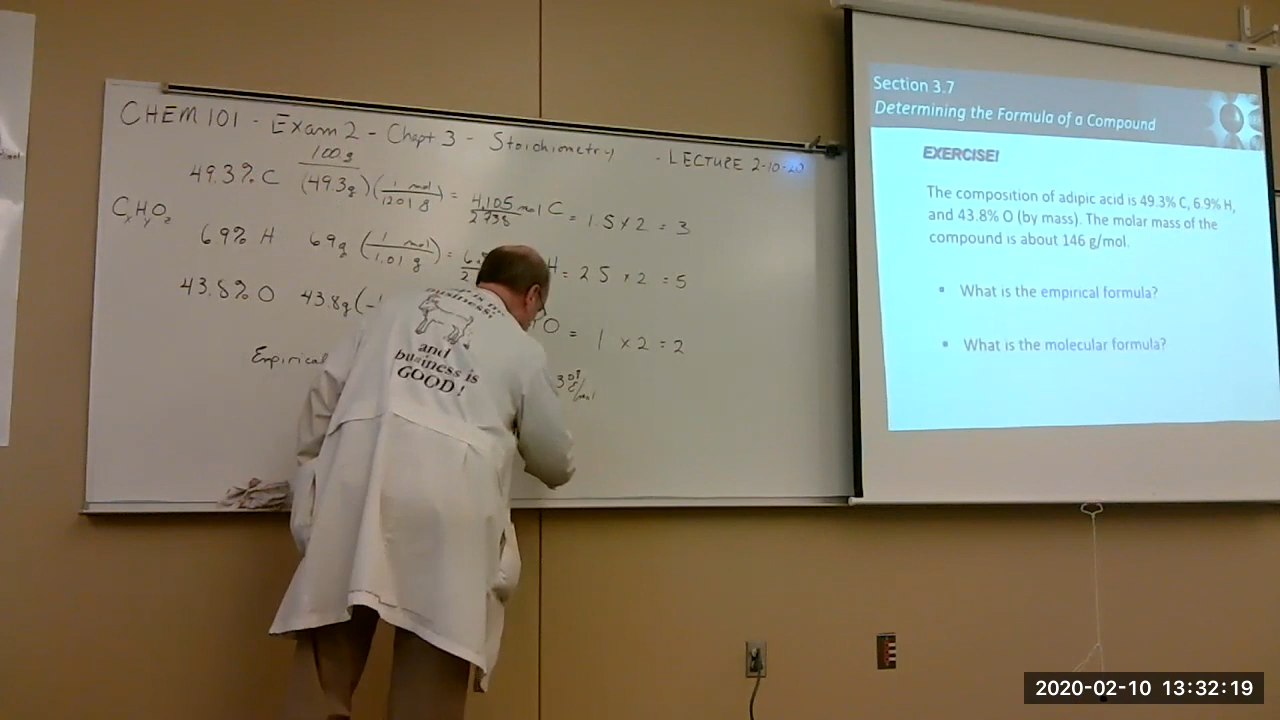 CHEM 101 - Exam 2 - Chapt 3 - Stoichiometry - LECTURE 2-10-20
100g
49.3% C (49.3g)(1 mol/12.01 g) = 4.105 mol C/2.738 = 1.5 x 2 = 3
CxHyOz
6.9% H 6.9g (1 mol/1.01 g) = H = 2.5 x 2 = 5
43.8% O 43.8g ( O = 1 x 2 = 2
Empirical
g/mol
business!
and
business is
GOOD!
Section 3.7
Determining the Formula of a Compound
EXERCISE!
The composition of adipic acid is 49.3% C, 6.9% H,
and 43.8% O (by mass). The molar mass of the
compound is about 146 g/mol.
• What is the empirical formula?
• What is the molecular formula?
2020-02-10 13:32:19